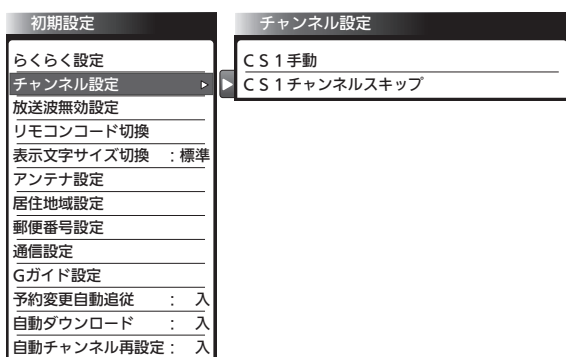 初期設定
らくらく設定
チャンネル設定
放送波無効設定
リモコンコード切換
表示文字サイズ切換 ：標準
アンテナ設定
居住地域設定
郵便番号設定
通信設定
Gガイド設定
予約変更自動追従 ： 入
自動ダウンロード ： 入
自動チャンネル再設定： 入
チャンネル設定
ＣＳ１手動
ＣＳ１チャンネルスキップ